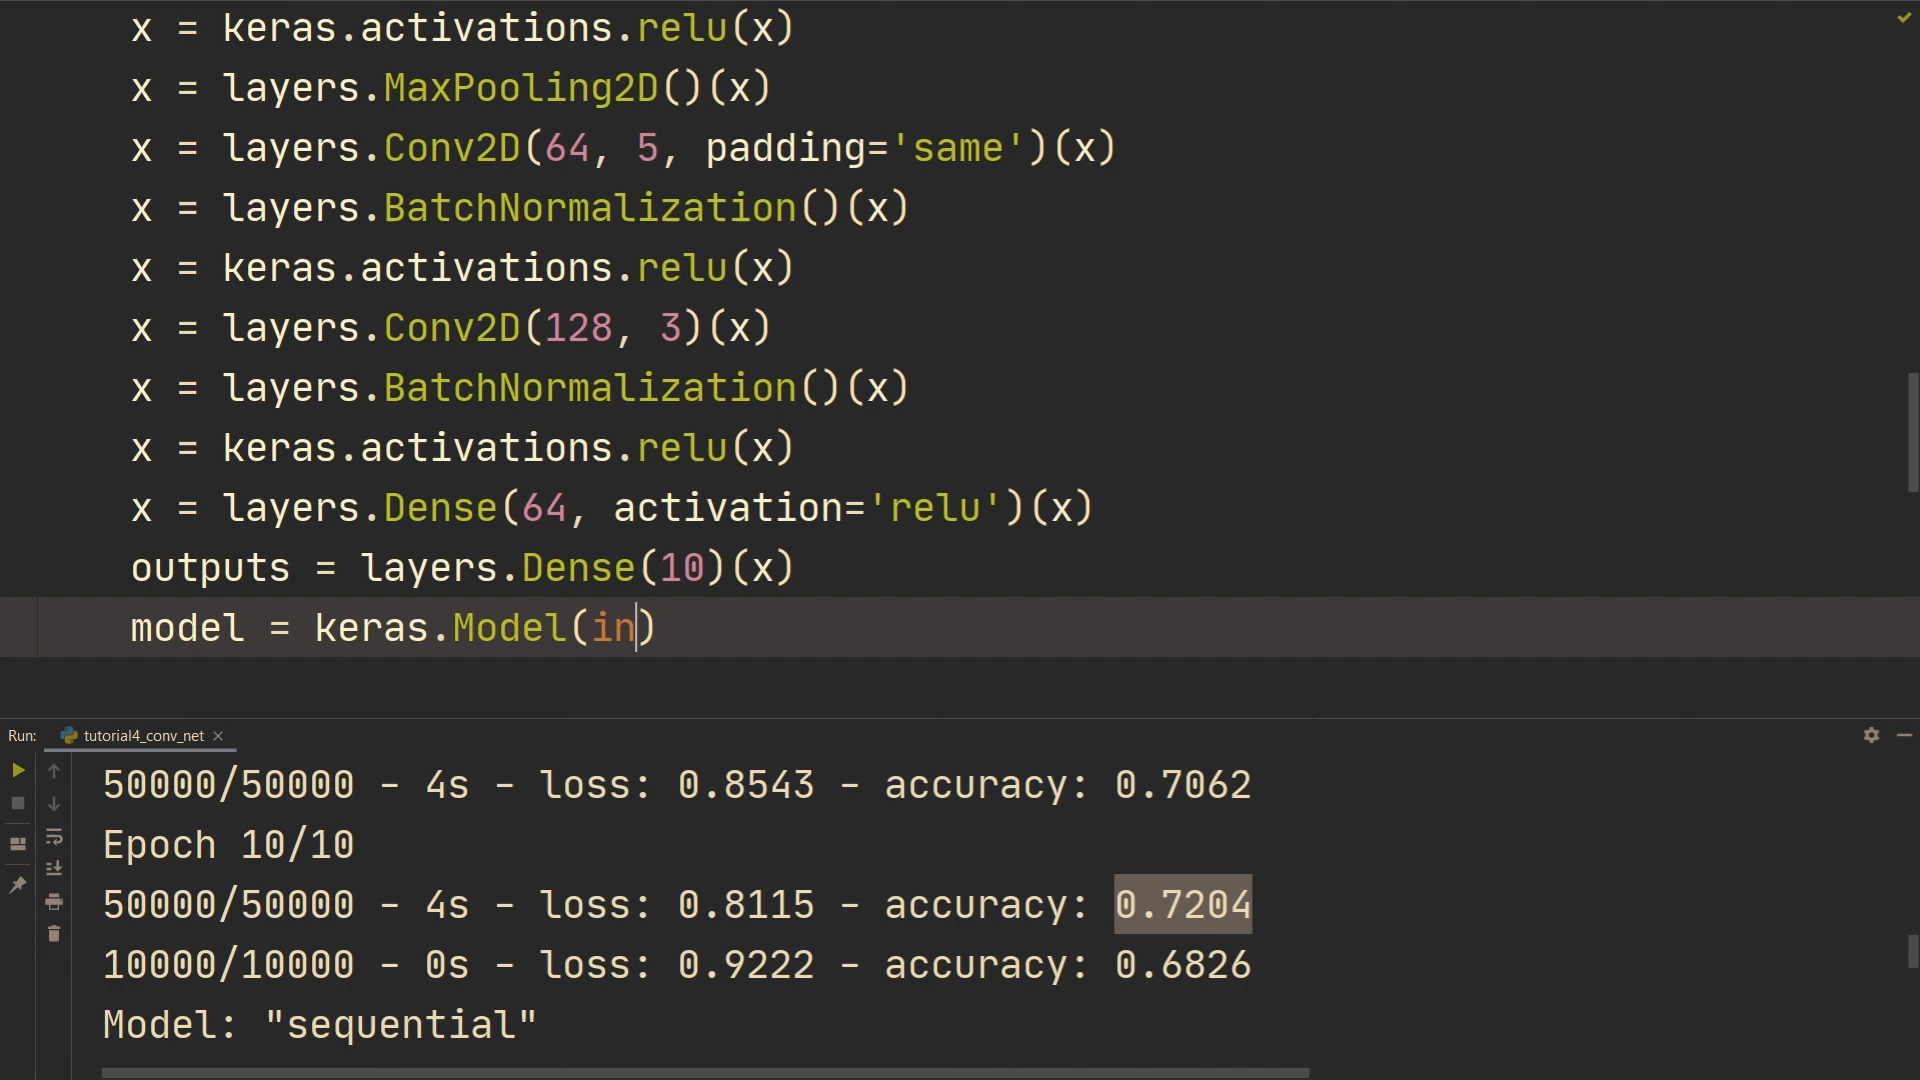 x = keras.activations.relu(x)
x = layers.MaxPooling2D()(x)
x = layers.Conv2D(64, 5, padding='same')(x)
x = layers.BatchNormalization()(x)
x = keras.activations.relu(x)
x = layers.Conv2D(128, 3)(x)
x = layers.BatchNormalization()(x)
x = keras.activations.relu(x)
x = layers.Dense(64, activation='relu')(x)
outputs = layers.Dense(10)(x)
model = keras.Model(in)
Run: tutorial4_conv_net
50000/50000 - 4s - loss: 0.8543 - accuracy: 0.7062
Epoch 10/10
50000/50000 - 4s - loss: 0.8115 - accuracy: 0.7204
10000/10000 - 0s - loss: 0.9222 - accuracy: 0.6826
Model: "sequential"